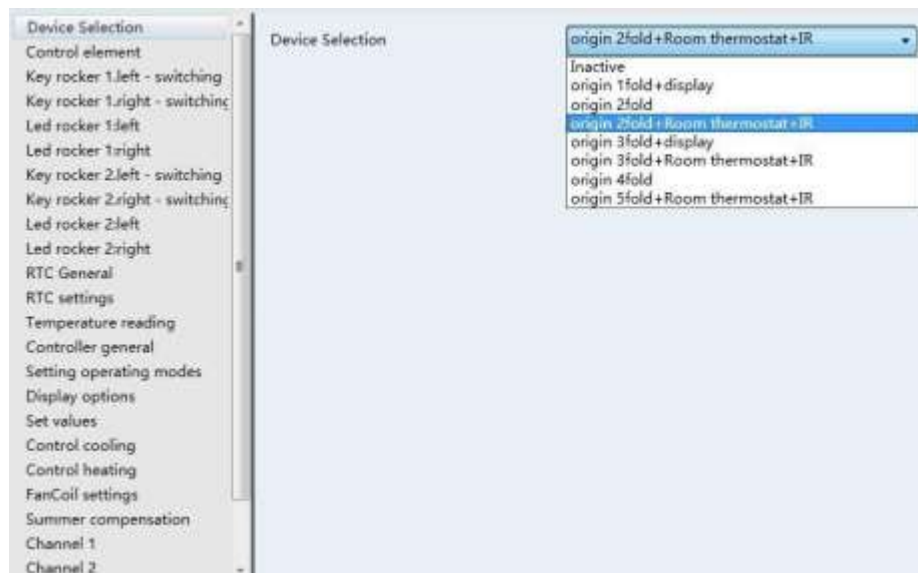 Device Selection
Control element
Key rocker 1.left - switching
Key rocker 1.right - switching
Led rocker 1:left
Led rocker 1:right
Key rocker 2.left - switching
Key rocker 2.right - switching
Led rocker 2:left
Led rocker 2:right
RTC General
RTC settings
Temperature reading
Controller general
Setting operating modes
Display options
Set values
Control cooling
Control heating
FanCoil settings
Summer compensation
Channel 1
Channel 2
Device Selection
origin 2fold+Room thermostat+IR
Inactive
origin 1fold+display
origin 2fold
origin 2fold+Room thermostat+IR
origin 3fold+display
origin 3fold+Room thermostat+IR
origin 4fold
origin 5fold+Room thermostat+IR